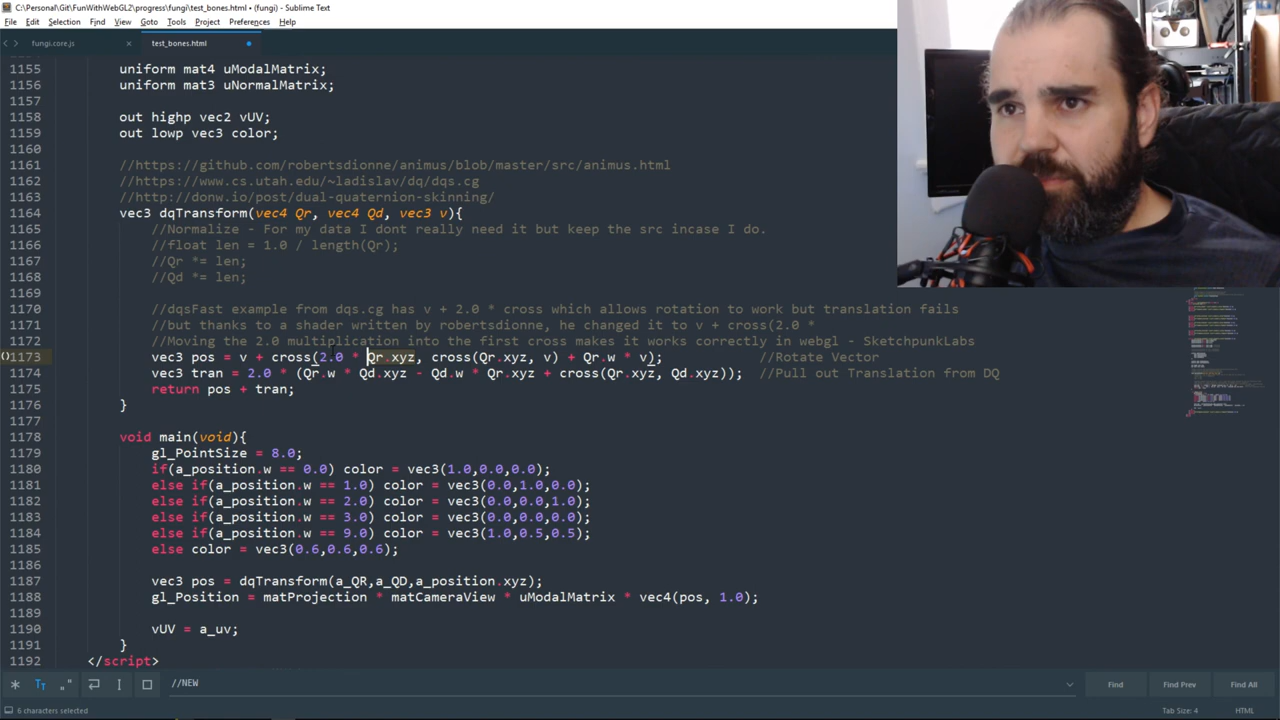 C:\Personal\Git\FunWithWebGL2\progress\fungi\test_bones.html • (fungi) - Sublime Text
File Edit Selection Find View Goto Tools Project Preferences Help
fungi.core.js × test_bones.html
1155 uniform mat4 uModalMatrix;
1156 uniform mat3 uNormalMatrix;
1157
1158 out highp vec2 vUV;
1159 out lowp vec3 color;
1160
1161 //https://github.com/robertsdionne/animus/blob/master/src/animus.html
1162 //https://www.cs.utah.edu/~ladislav/dq/dqs.cg
1163 //http://donw.io/post/dual-quaternion-skinning/
1164 vec3 dqTransform(vec4 Qr, vec4 Qd, vec3 v){
1165 //Normalize - For my data I dont really need it but keep the src incase I do.
1166 //float len = 1.0 / length(Qr);
1167 //Qr *= len;
1168 //Qd *= len;
1169
1170 //dqsFast example from dqs.cg has v + 2.0 * cross which allows rotation to work but translation fails
1171 //but thanks to a shader written by robertsdionne, he changed it to v + cross(2.0 *
1172 //Moving the 2.0 multiplication into the first cross makes it works correctly in webgl - SketchpunkLabs
1173 vec3 pos = v + cross(2.0 * Qr.xyz, cross(Qr.xyz, v) + Qr.w * v); //Rotate Vector
1174 vec3 tran = 2.0 * (Qr.w * Qd.xyz - Qd.w * Qr.xyz + cross(Qr.xyz, Qd.xyz)); //Pull out Translation from DQ
1175 return pos + tran;
1176 }
1177
1178 void main(void){
1179 gl_PointSize = 8.0;
1180 if(a_position.w == 0.0) color = vec3(1.0,0.0,0.0);
1181 else if(a_position.w == 1.0) color = vec3(0.0,1.0,0.0);
1182 else if(a_position.w == 2.0) color = vec3(0.0,0.0,1.0);
1183 else if(a_position.w == 3.0) color = vec3(0.0,0.0,0.0);
1184 else if(a_position.w == 9.0) color = vec3(1.0,0.5,0.5);
1185 else color = vec3(0.6,0.6,0.6);
1186
1187 vec3 pos = dqTransform(a_QR,a_QD,a_position.xyz);
1188 gl_Position = matProjection * matCameraView * uModalMatrix * vec4(pos, 1.0);
1189
1190 vUV = a_uv;
1191 }
1192 </script>
//NEW Find Find Prev Find All
6 characters selected Tab Size: 4 HTML